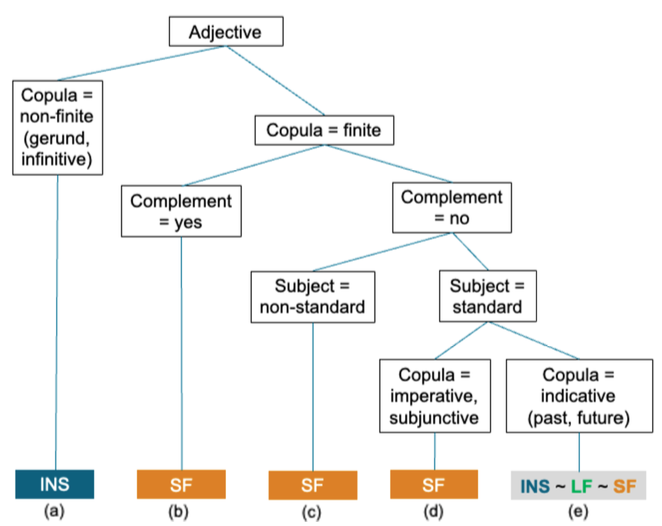 Adjective
Copula =
non-finite
(gerund,
infinitive)
Copula = finite
Complement
= yes
Complement
= no
Subject =
non-standard
Subject =
standard
Copula =
imperative,
subjunctive
Copula =
indicative
(past, future)
INS
SF
SF
SF
INS ~ LF ~ SF
(a)
(b)
(c)
(d)
(e)